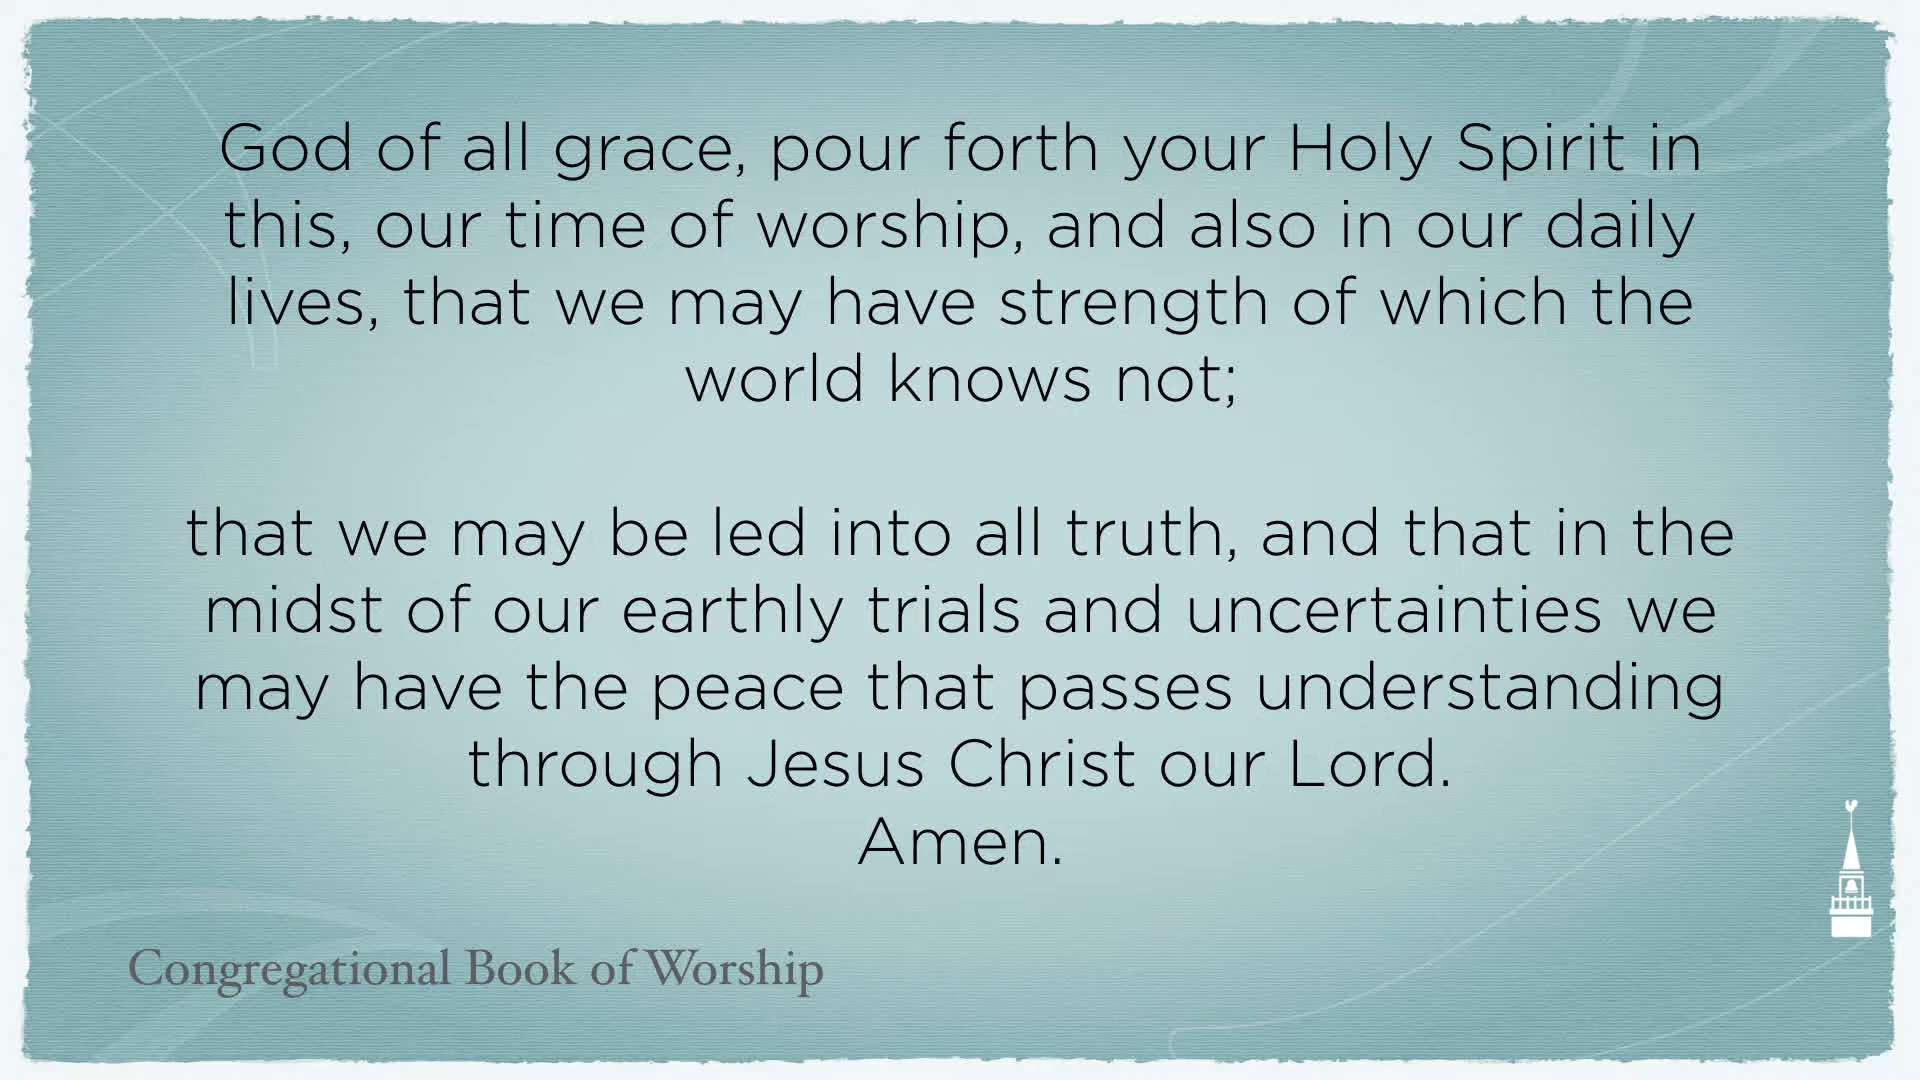 God of all grace, pour forth your Holy Spirit in
this, our time of worship, and also in our daily
lives, that we may have strength of which the
world knows not;
that we may be led into all truth, and that in the
midst of our earthly trials and uncertainties we
may have the peace that passes understanding
through Jesus Christ our Lord.
Amen.
Congregational Book of Worship